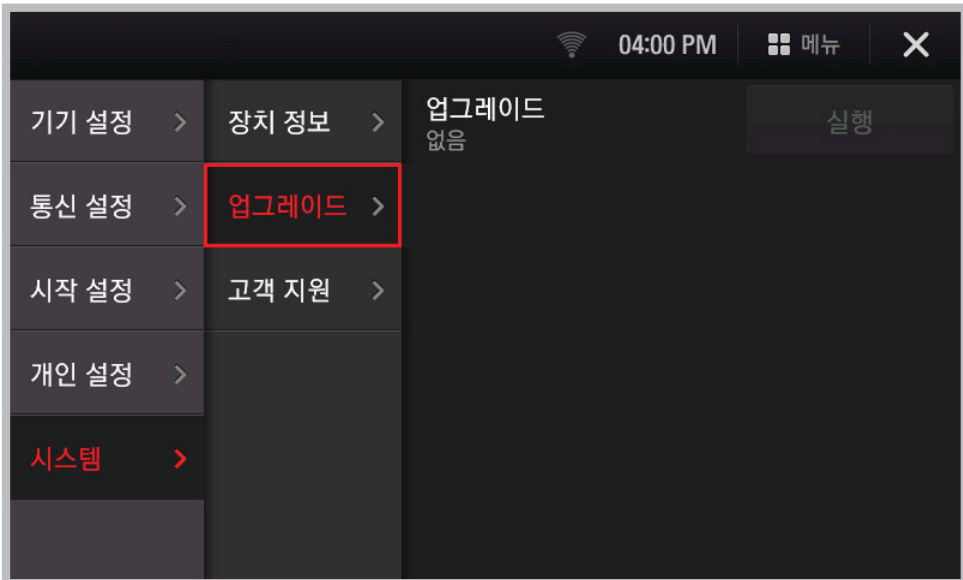 04:00 PM 메뉴
기기 설정
통신 설정
시작 설정
개인 설정
시스템
장치 정보
업그레이드
고객 지원
업그레이드
없음
실행